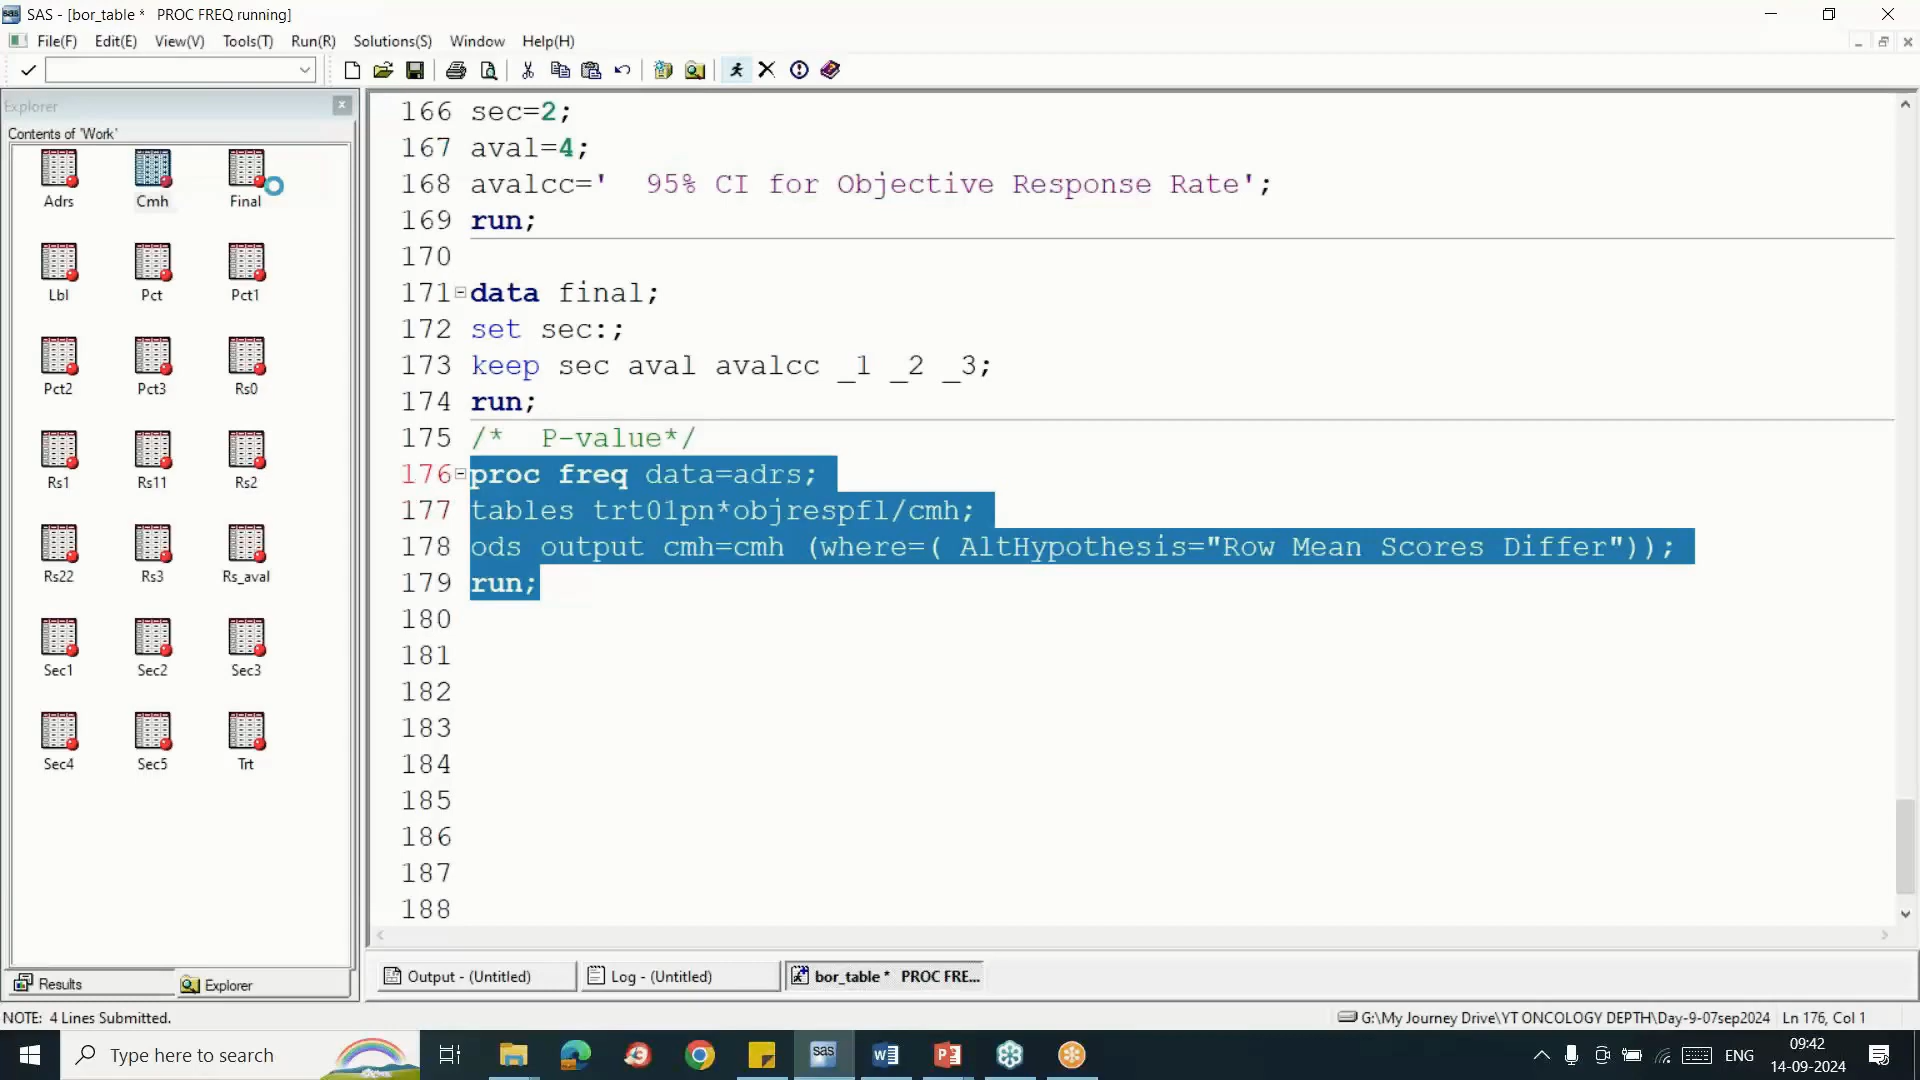 SAS - [bor_table *   PROC FREQ running]
File(F) Edit(E) View(V) Tools(T) Run(R) Solutions(S) Window Help(H)
Explorer
Contents of 'Work'
Adrs Cmh Final
Lbl Pct Pct1
Pct2 Pct3 Rs0
Rs1 Rs11 Rs2
Rs22 Rs3 Rs_aval
Sec1 Sec2 Sec3
Sec4 Sec5 Trt
166 sec=2;
167 aval=4;
168 avalcc='  95% CI for Objective Response Rate';
169 run;
170
171 data final;
172 set sec:;
173 keep sec aval avalcc _1 _2 _3;
174 run;
175 /*  P-value*/
176 proc freq data=adrs;
177 tables trt01pn*objrespfl/cmh;
178 ods output cmh=cmh (where=( AltHypothesis="Row Mean Scores Differ"));
179 run;
180
181
182
183
184
185
186
187
188
Results Explorer
Output - (Untitled) Log - (Untitled) bor_table *   PROC FRE...
NOTE:  4 Lines Submitted.
G:\My Journey Drive\YT ONCOLOGY DEPTH\Day-9-07sep2024 Ln 176, Col 1
Type here to search
sas
ENG
09:42
14-09-2024